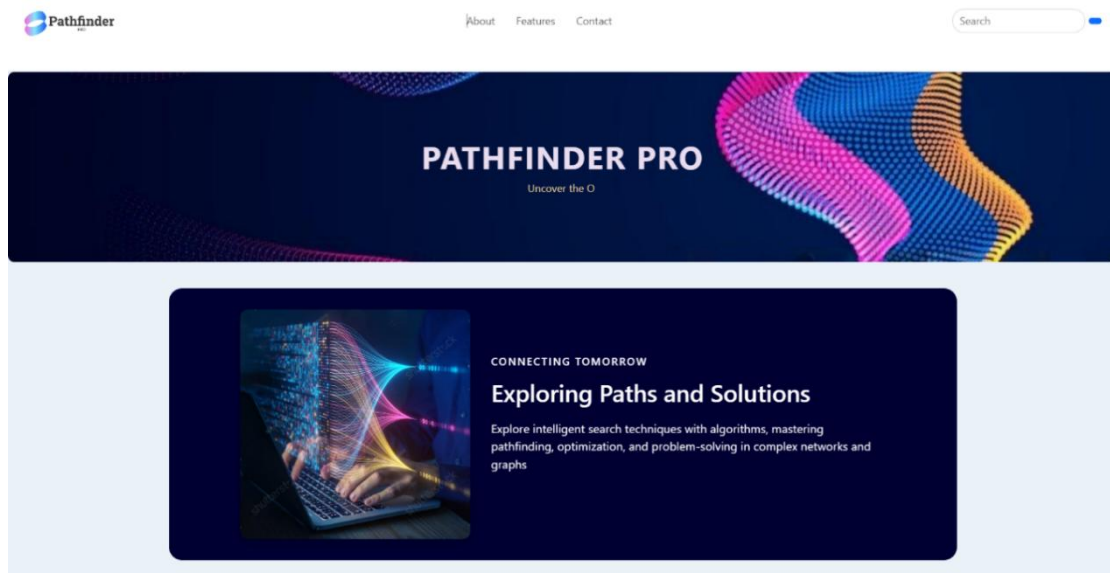 Pathfinder
PRO
About Features Contact
Search
PATHFINDER PRO
Uncover the O
CONNECTING TOMORROW
Exploring Paths and Solutions
Explore intelligent search techniques with algorithms, mastering
pathfinding, optimization, and problem-solving in complex networks and
graphs